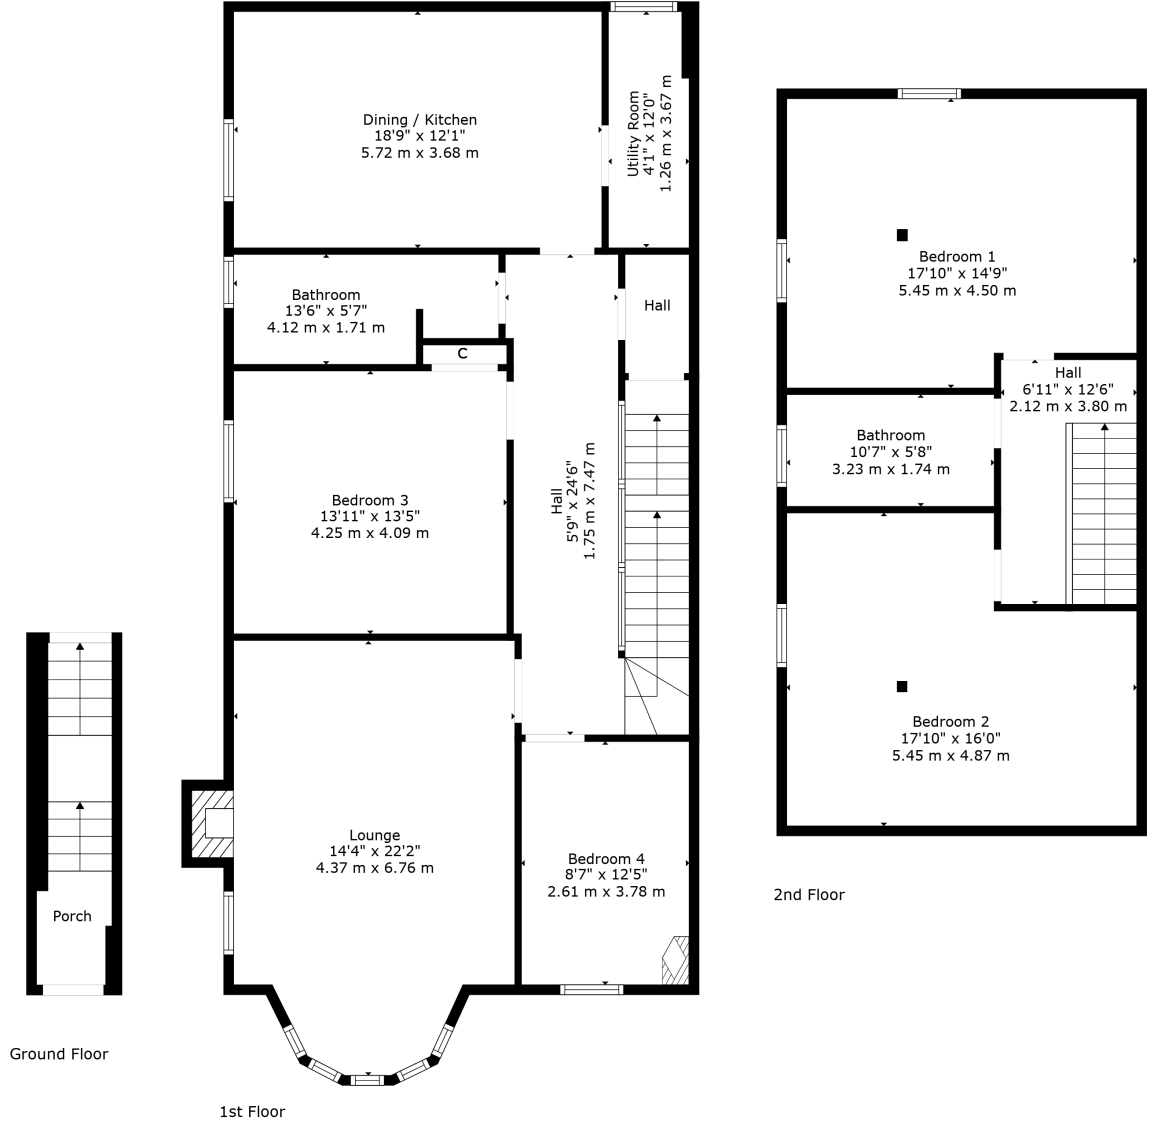 Dining / Kitchen
18'9" x 12'1"
5.72 m x 3.68 m
Utility Room
4'1" x 12'0"
1.26 m x 3.67 m
Bathroom
13'6" x 5'7"
4.12 m x 1.71 m
Hall
C
Bedroom 3
13'11" x 13'5"
4.25 m x 4.09 m
Hall
5'9" x 24'6"
1.75 m x 7.47 m
Lounge
14'4" x 22'2"
4.37 m x 6.76 m
Bedroom 4
8'7" x 12'5"
2.61 m x 3.78 m
1st Floor
Porch
Ground Floor
Bedroom 1
17'10" x 14'9"
5.45 m x 4.50 m
Hall
6'11" x 12'6"
2.12 m x 3.80 m
Bathroom
10'7" x 5'8"
3.23 m x 1.74 m
Bedroom 2
17'10" x 16'0"
5.45 m x 4.87 m
2nd Floor